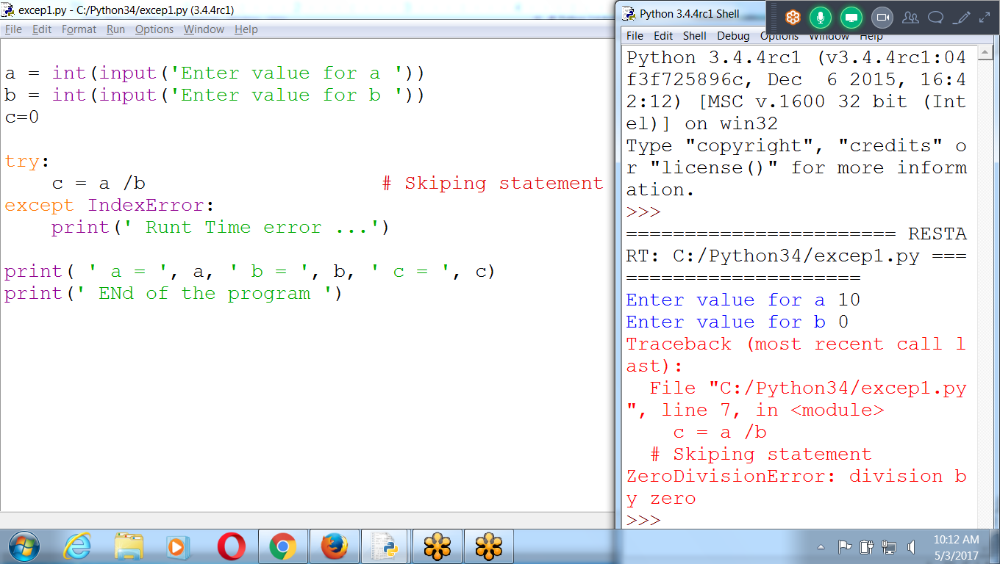 excep1.py - C:/Python34/excep1.py (3.4.4rc1)
File Edit Format Run Options Window Help
a = int(input('Enter value for a '))
b = int(input('Enter value for b '))
c=0
try:
    c = a /b                    # Skiping statement
except IndexError:
    print(' Runt Time error ...')
print( ' a = ', a, ' b = ', b, ' c = ', c)
print(' ENd of the program ')
Python 3.4.4rc1 Shell
File Edit Shell Debug Options Window Help
Python 3.4.4rc1 (v3.4.4rc1:04
f3f725896c, Dec  6 2015, 16:4
2:12) [MSC v.1600 32 bit (Int
el)] on win32
Type "copyright", "credits" o
r "license()" for more inform
ation.
>>>
======================= RESTA
RT: C:/Python34/excep1.py ===
====================
Enter value for a 10
Enter value for b 0
Traceback (most recent call l
ast):
  File "C:/Python34/excep1.py
", line 7, in <module>
    c = a /b
  # Skiping statement
ZeroDivisionError: division b
y zero
>>>
10:12 AM
5/3/2017